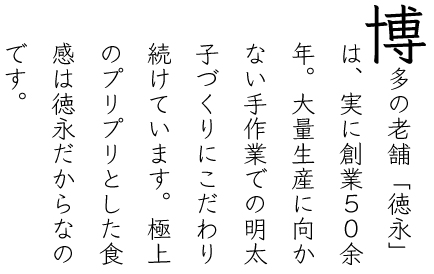 博多の老舗「徳永」
は、実に創業５０余
年。大量生産に向か
ない手作業での明太
子づくりにこだわり
続けています。極上
のプリプリとした食
感は徳永だからなの
です。